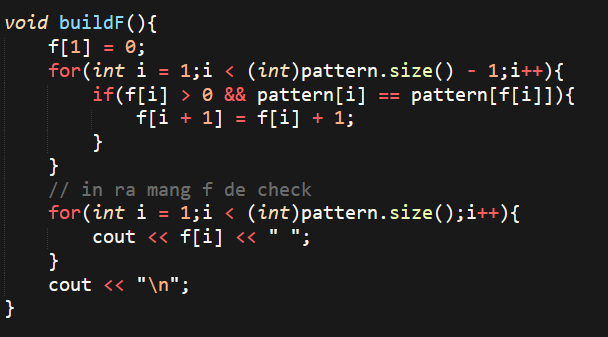 void buildF(){
    f[1] = 0;
    for(int i = 1;i < (int)pattern.size() - 1;i++){
        if(f[i] > 0 && pattern[i] == pattern[f[i]]){
            f[i + 1] = f[i] + 1;
        }
    }
    // in ra mang f de check
    for(int i = 1;i < (int)pattern.size();i++){
        cout << f[i] << " ";
    }
    cout << "\n";
}